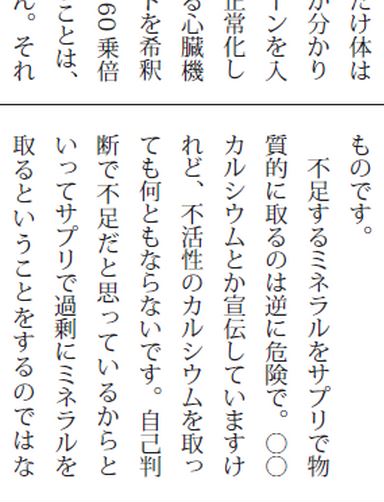 だけ体は
が分かり
ーンを入
正常化し
る心臓機
を希釈
60 乗倍
ことは、
ん。それ
ものです。
不足するミネラルをサプリで物
質的に取るのは逆に危険で。〇〇
カルシウムとか宣伝していますけ
れど、不活性のカルシウムを取っ
ても何ともならないです。自己判
断で不足だと思っているからと
いってサプリで過剰にミネラルを
取るということをするのではな